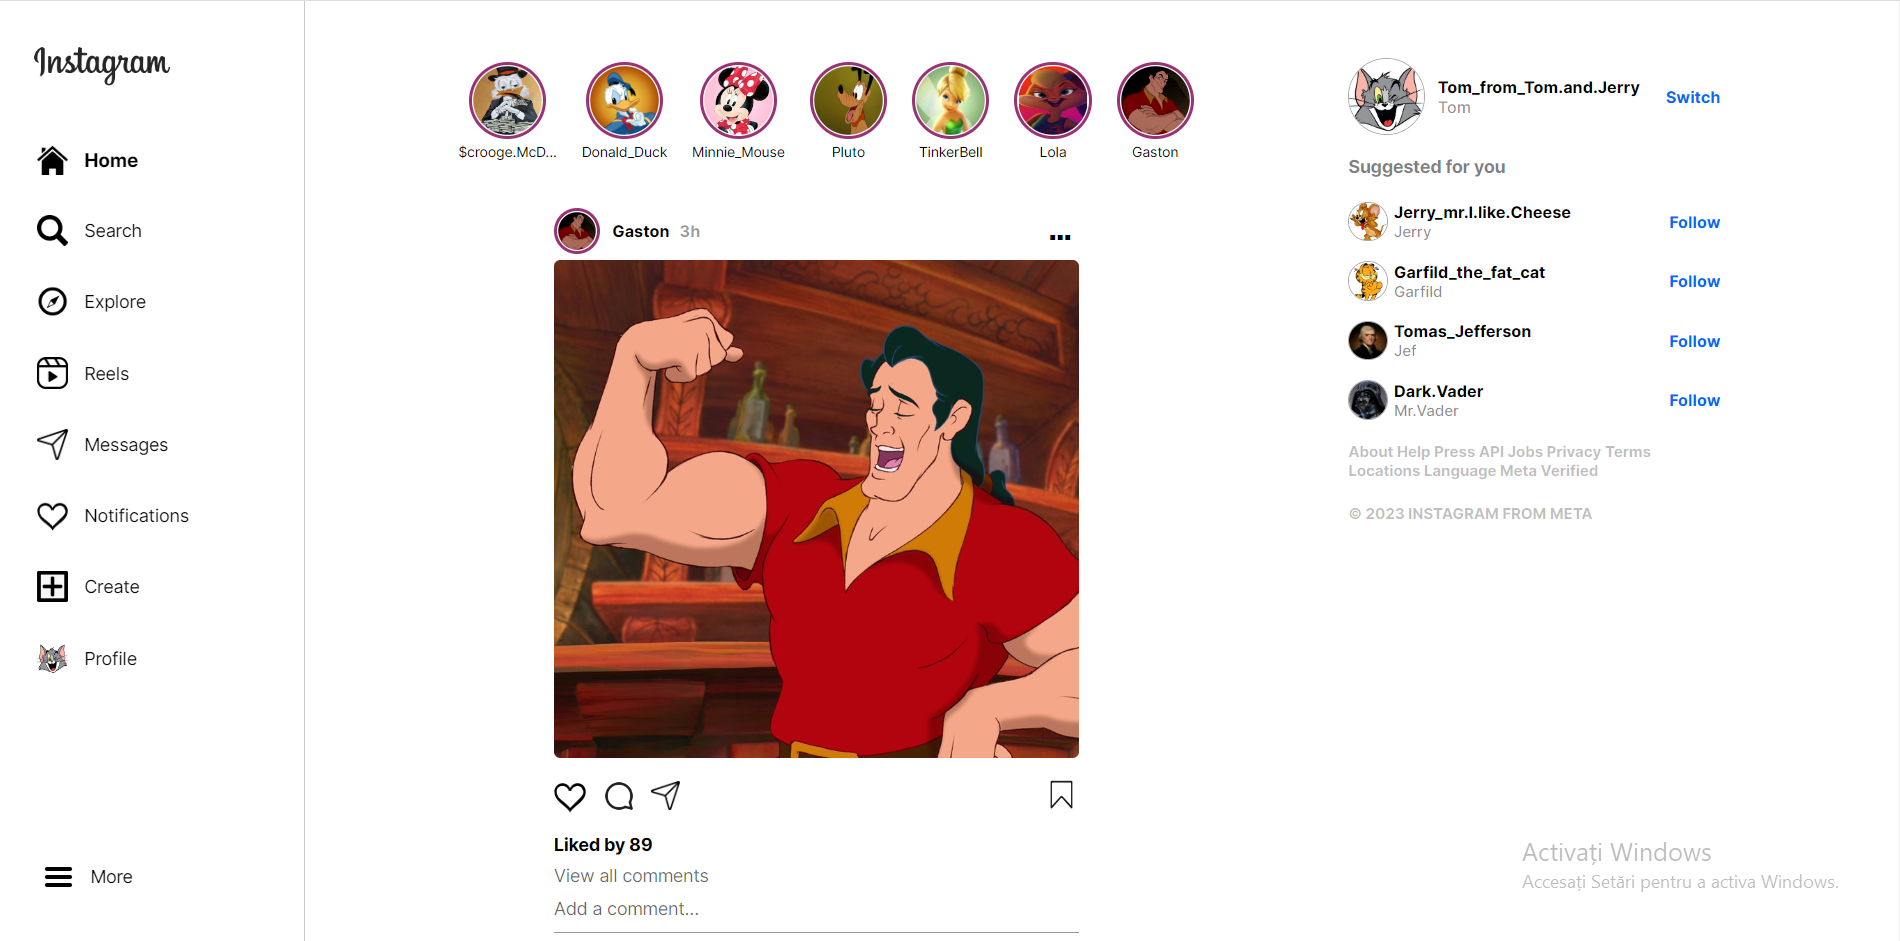 Instagram
Home
Search
Explore
Reels
Messages
Notifications
Create
Profile
More
$crooge.McD...
Donald_Duck
Minnie_Mouse
Pluto
TinkerBell
Lola
Gaston
Gaston 3h
Liked by 89
View all comments
Add a comment...
Tom_from_Tom.and.Jerry
Tom
Switch
Suggested for you
Jerry_mr.I.like.Cheese
Jerry
Follow
Garfild_the_fat_cat
Garfild
Follow
Tomas_Jefferson
Jef
Follow
Dark.Vader
Mr.Vader
Follow
About Help Press API Jobs Privacy Terms
Locations Language Meta Verified
© 2023 INSTAGRAM FROM META
Activați Windows
Accesați Setări pentru a activa Windows.